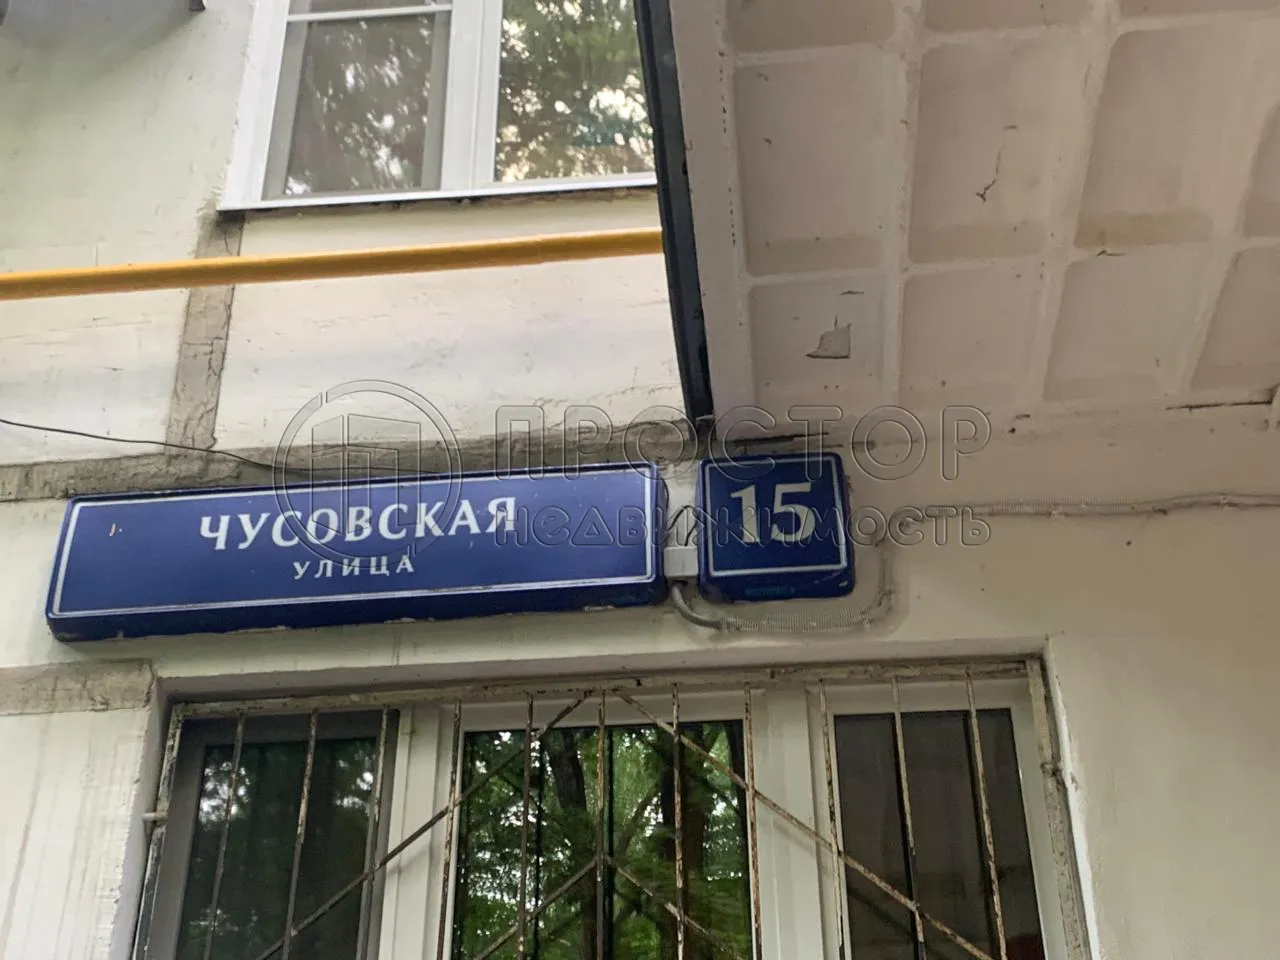 ЧУСОВСКАЯ
УЛИЦА
15
ПРОСТОР
НЕДВИЖИМОСТЬ